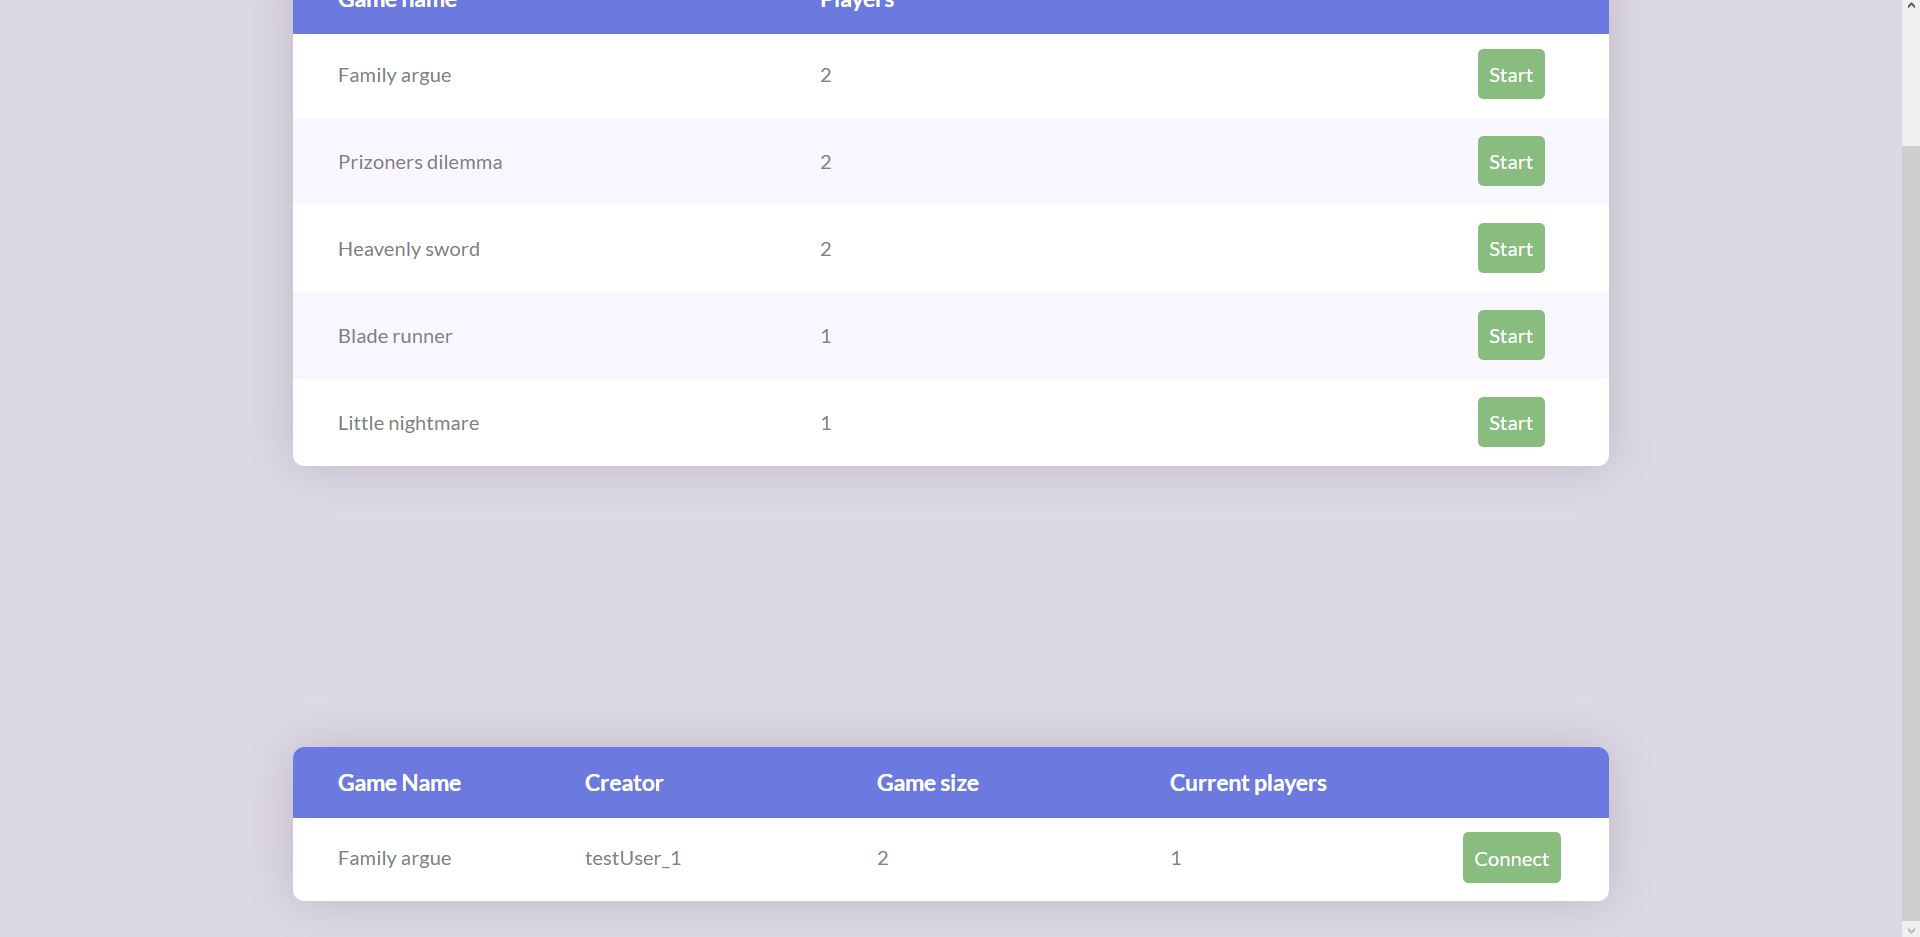 Game name Players
Family argue 2 Start
Prizoners dilemma 2 Start
Heavenly sword 2 Start
Blade runner 1 Start
Little nightmare 1 Start
Game Name Creator Game size Current players
Family argue testUser_1 2 1 Connect